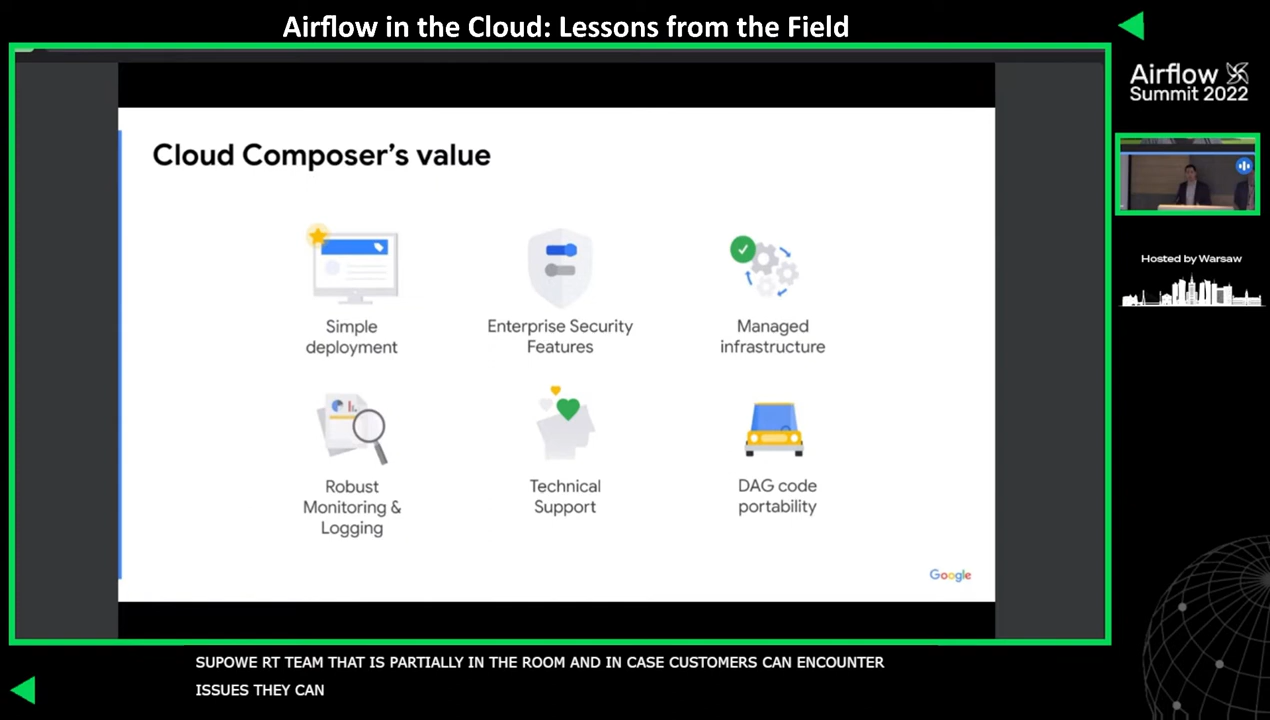 Airflow in the Cloud: Lessons from the Field
Airflow
Summit 2022
Hosted by Warsaw
Cloud Composer's value
Simple
deployment
Enterprise Security
Features
Managed
infrastructure
Robust
Monitoring &
Logging
Technical
Support
DAG code
portability
Google
SUPOWE RT TEAM THAT IS PARTIALLY IN THE ROOM AND IN CASE CUSTOMERS CAN ENCOUNTER
ISSUES THEY CAN